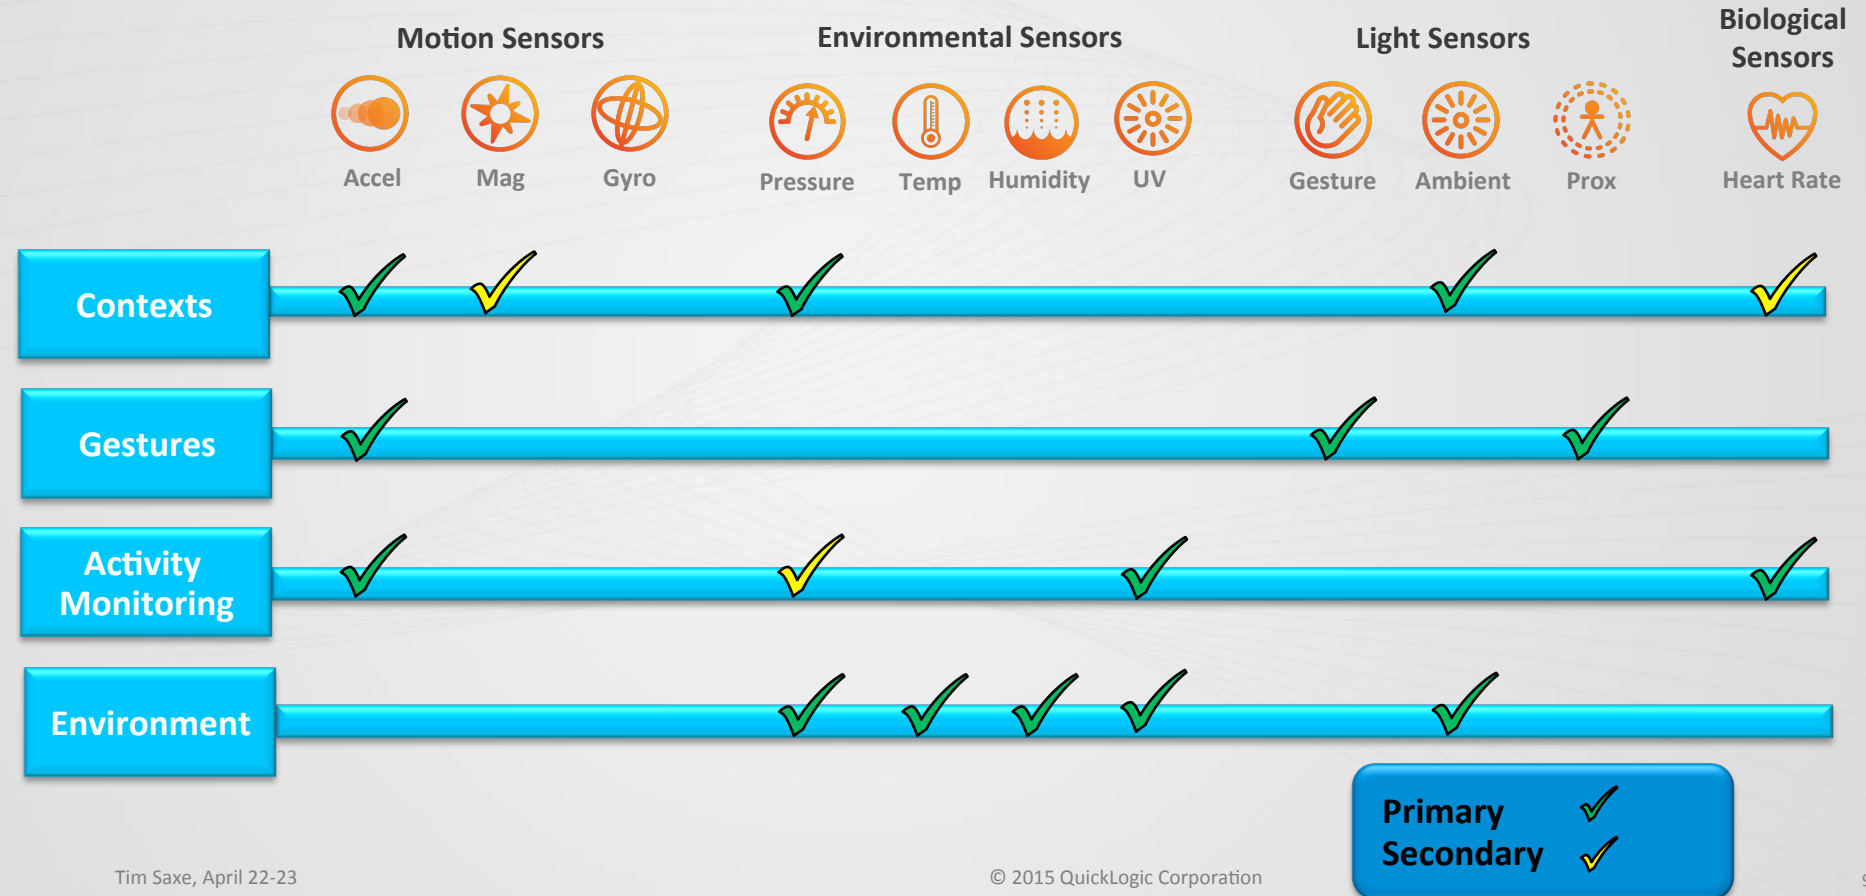 Motion Sensors
Environmental Sensors
Light Sensors
Biological
Sensors
Accel
Mag
Gyro
Pressure
Temp
Humidity
UV
Gesture
Ambient
Prox
Heart Rate
Contexts
Gestures
Activity
Monitoring
Environment
Primary
Secondary
Tim Saxe, April 22-23
© 2015 QuickLogic Corporation